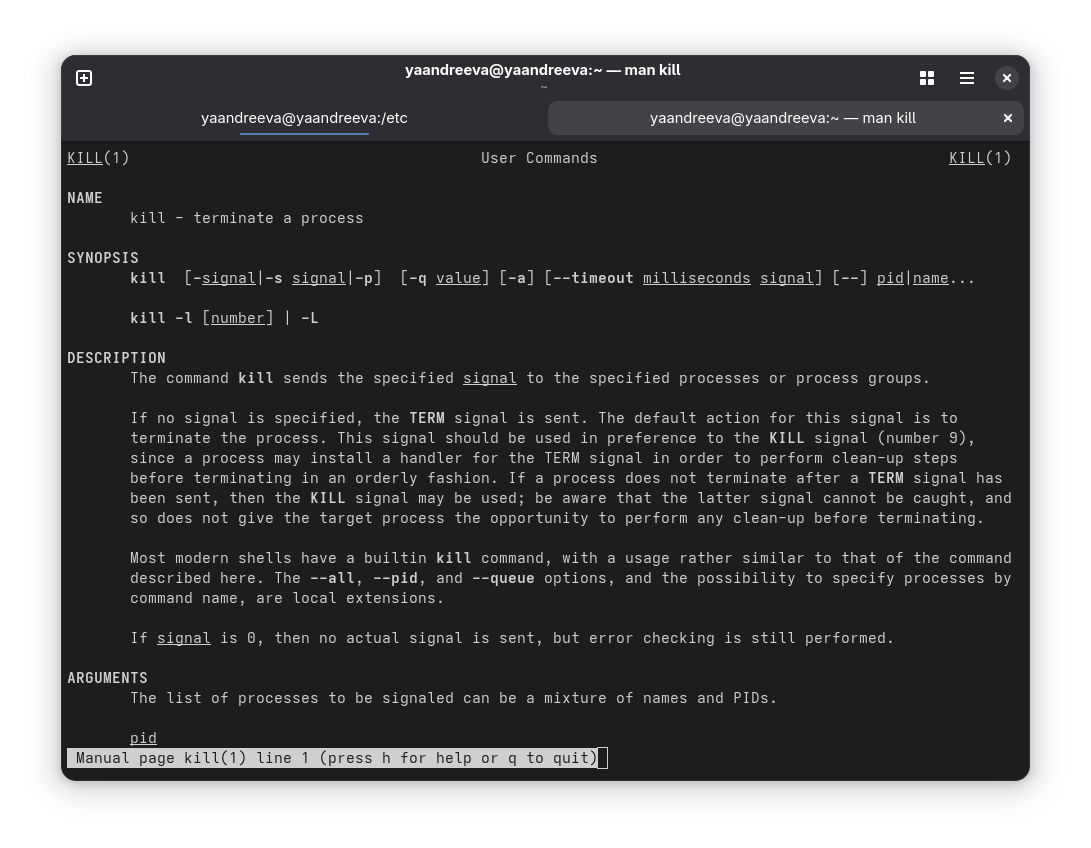 yaandreeva@yaandreeva:~ — man kill
~
yaandreeva@yaandreeva:/etc
yaandreeva@yaandreeva:~ — man kill
KILL(1) User Commands KILL(1)
NAME
kill - terminate a process
SYNOPSIS
kill [-signal|-s signal|-p] [-q value] [-a] [--timeout milliseconds signal] [--] pid|name...
kill -l [number] | -L
DESCRIPTION
The command kill sends the specified signal to the specified processes or process groups.
If no signal is specified, the TERM signal is sent. The default action for this signal is to
terminate the process. This signal should be used in preference to the KILL signal (number 9),
since a process may install a handler for the TERM signal in order to perform clean-up steps
before terminating in an orderly fashion. If a process does not terminate after a TERM signal has
been sent, then the KILL signal may be used; be aware that the latter signal cannot be caught, and
so does not give the target process the opportunity to perform any clean-up before terminating.
Most modern shells have a builtin kill command, with a usage rather similar to that of the command
described here. The --all, --pid, and --queue options, and the possibility to specify processes by
command name, are local extensions.
If signal is 0, then no actual signal is sent, but error checking is still performed.
ARGUMENTS
The list of processes to be signaled can be a mixture of names and PIDs.
pid
Manual page kill(1) line 1 (press h for help or q to quit)